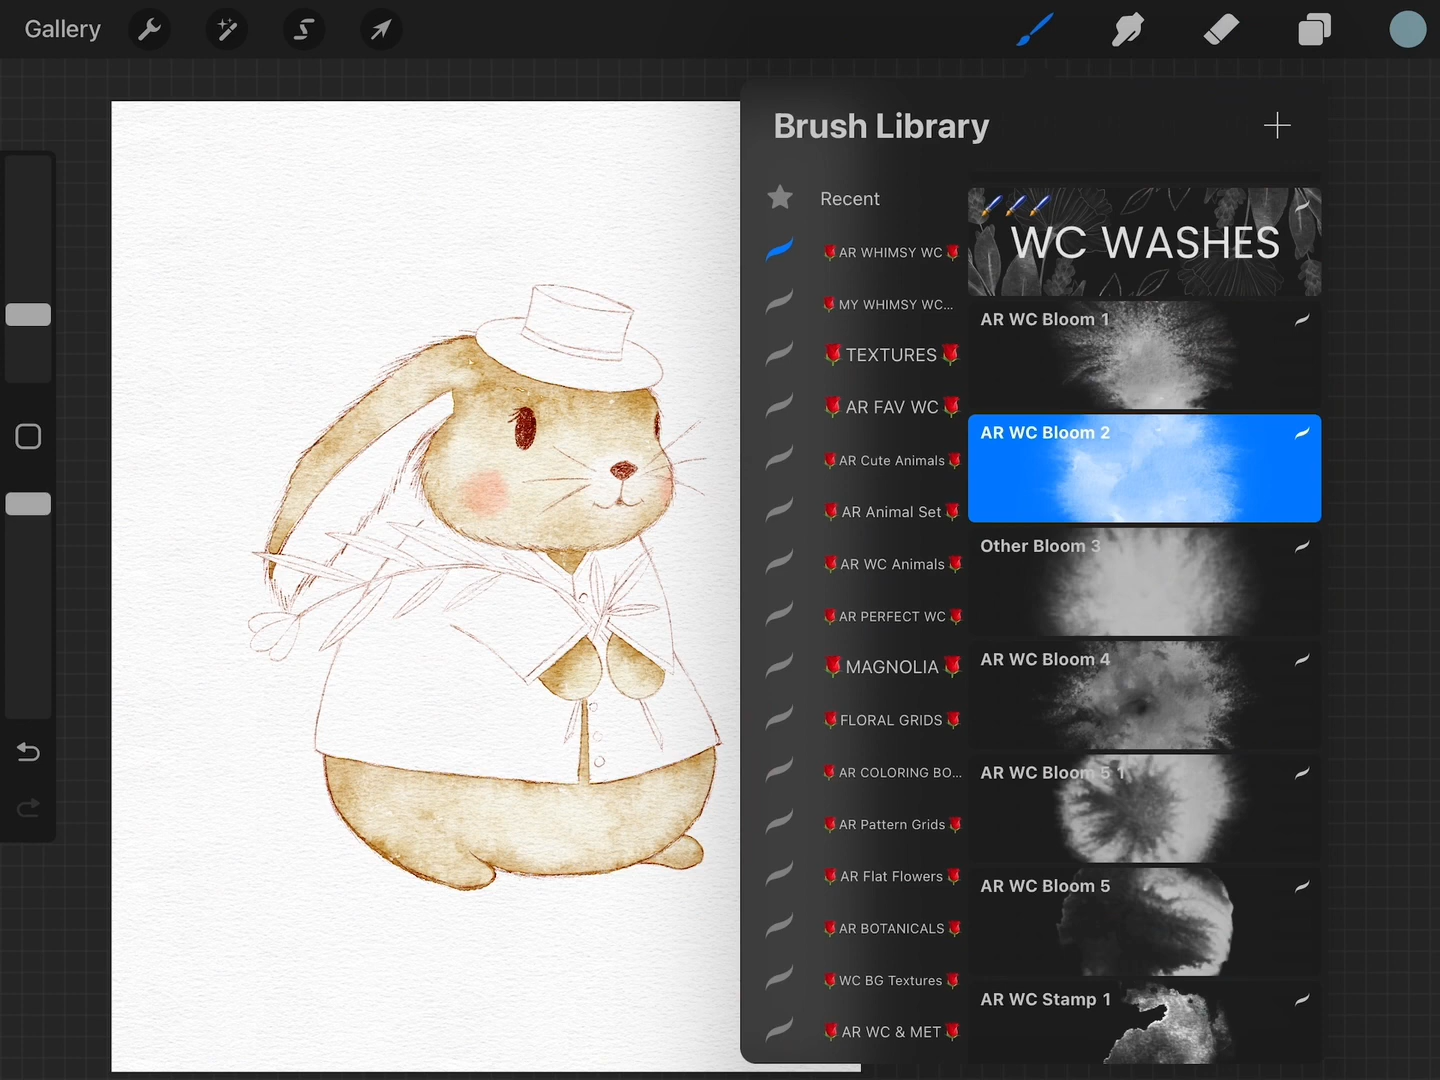 Gallery
Brush Library
Recent
AR WHIMSY WC
MY WHIMSY WC...
TEXTURES
AR FAV WC
AR Cute Animals
AR Animal Set
AR WC Animals
AR PERFECT WC
MAGNOLIA
FLORAL GRIDS
AR COLORING BO...
AR Pattern Grids
AR Flat Flowers
AR BOTANICALS
WC BG Textures
AR WC & MET
WC WASHES
AR WC Bloom 1
AR WC Bloom 2
Other Bloom 3
AR WC Bloom 4
AR WC Bloom 5 1
AR WC Bloom 5
AR WC Stamp 1